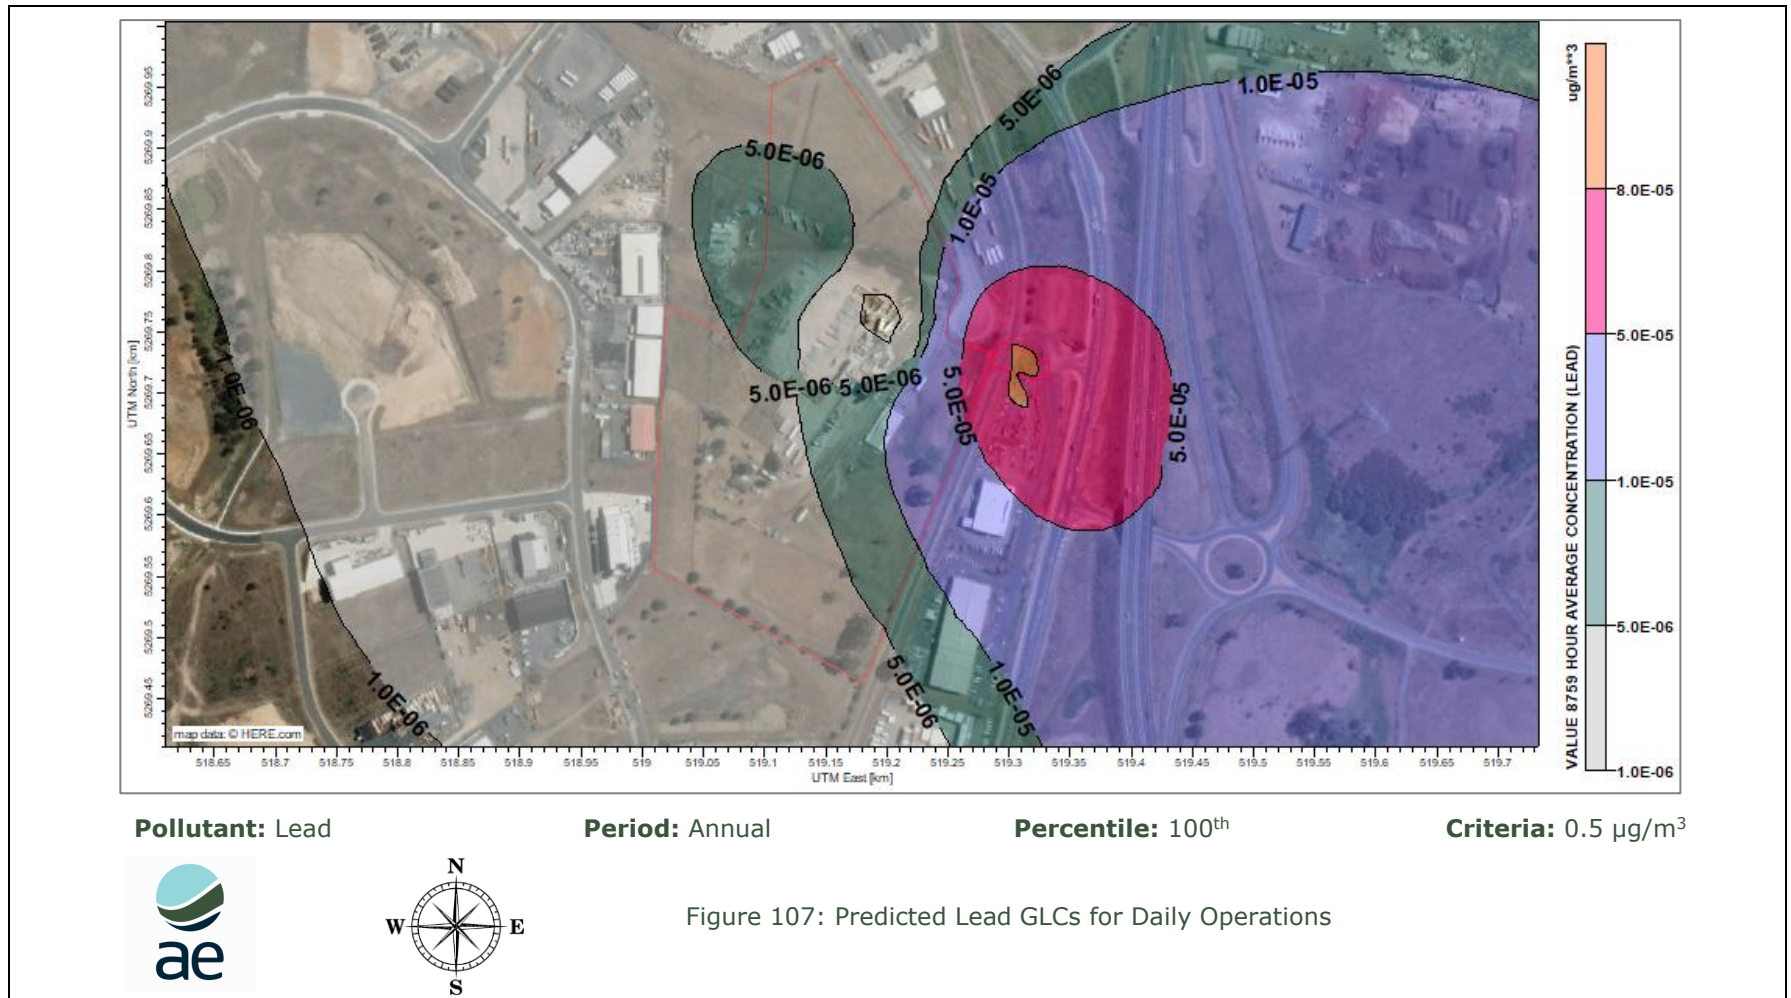 5269.95
5269.9
5269.85
5269.8
5269.75
5269.7
5269.65
5269.6
5269.55
5269.5
5269.45
UTM North [km]
5.0E-06
5.0E-06
1.0E-05
1.0E-05
5.0E-06
5.0E-06
5.0E-05
5.0E-05
1.0E-06
1.0E-06
5.0E-06
1.0E-05
map data: © HERE.com
518.65 518.7 518.75 518.8 518.85 518.9 518.95 519 519.05 519.1 519.15 519.2 519.25 519.3 519.35 519.4 519.45 519.5 519.55 519.6 519.65 519.7
UTM East [km]
ug/m**3
VALUE 8759 HOUR AVERAGE CONCENTRATION (LEAD)
8.0E-05
5.0E-05
1.0E-05
5.0E-06
1.0E-06
Pollutant: Lead Period: Annual Percentile: 100th Criteria: 0.5 µg/m3
ae
N
W E
S
Figure 107: Predicted Lead GLCs for Daily Operations